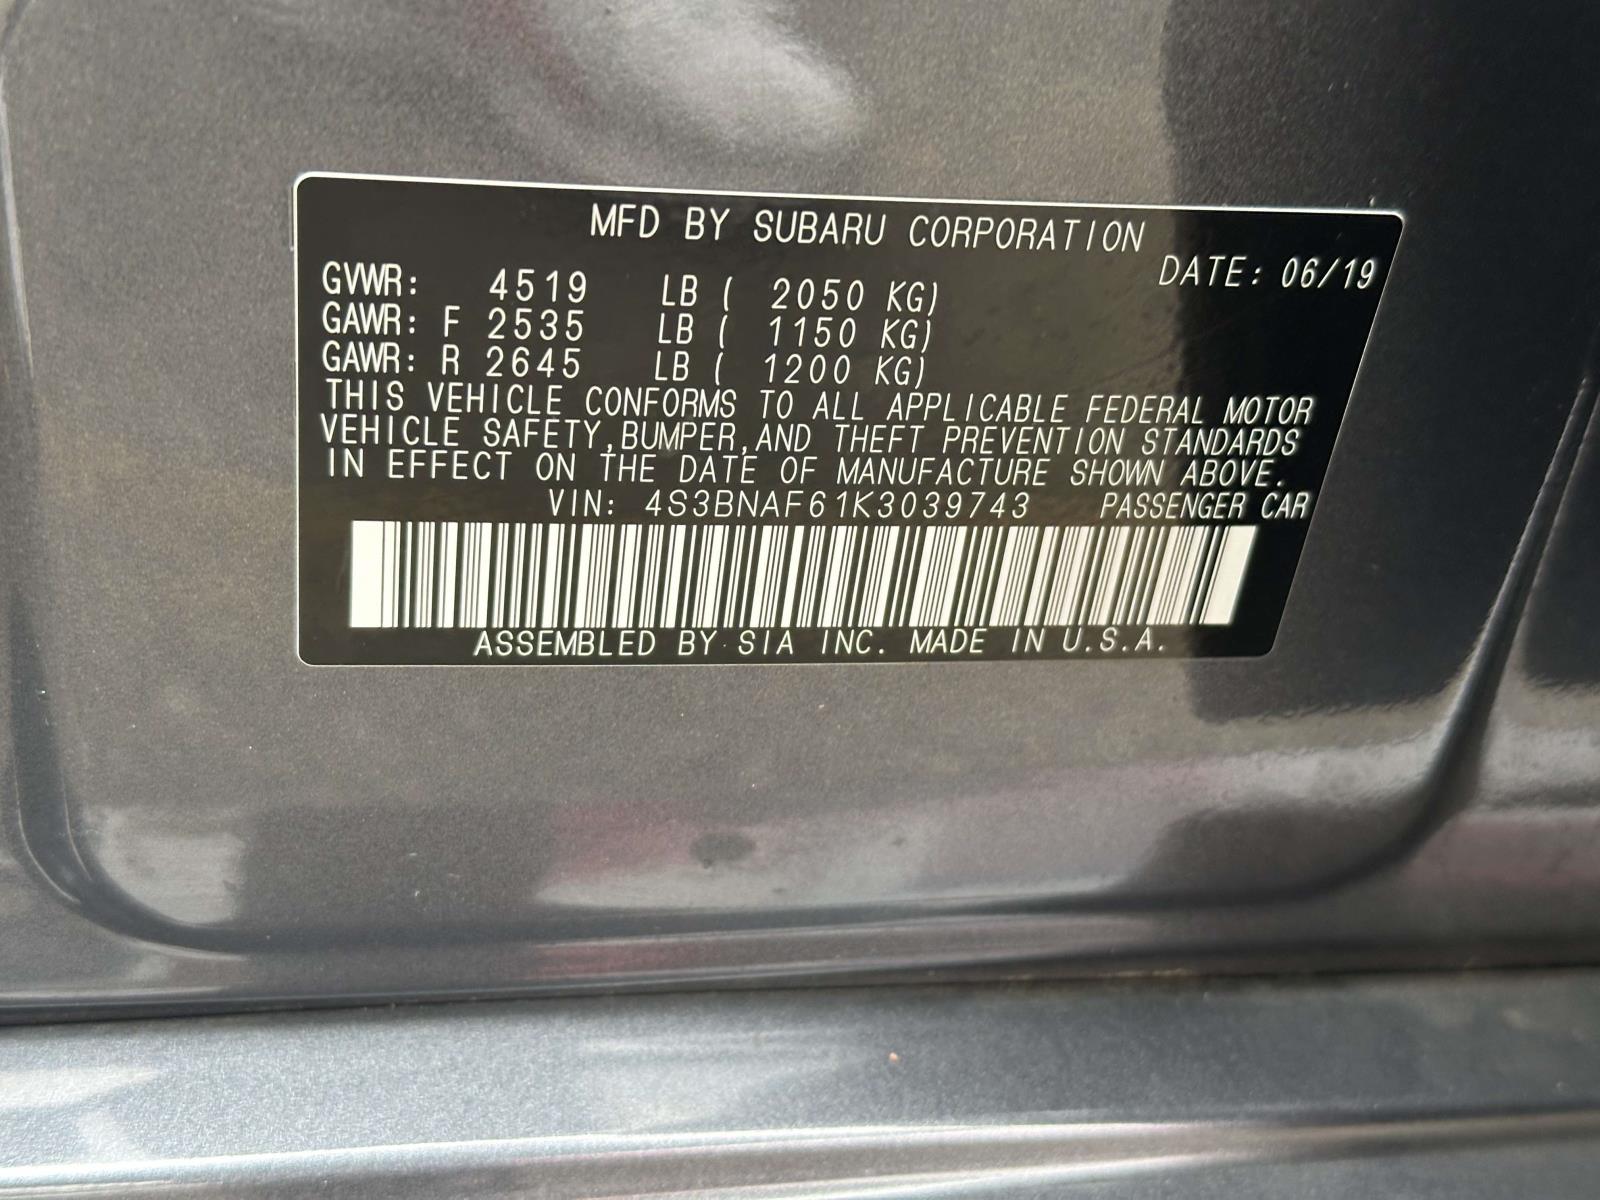 MFD BY SUBARU CORPORATION
DATE: 06/19
GVWR: 4519 LB ( 2050 KG)
GAWR: F 2535 LB ( 1150 KG)
GAWR: R 2645 LB ( 1200 KG)
THIS VEHICLE CONFORMS TO ALL APPLICABLE FEDERAL MOTOR
VEHICLE SAFETY,BUMPER,AND THEFT PREVENTION STANDARDS
IN EFFECT ON THE DATE OF MANUFACTURE SHOWN ABOVE.
VIN: 4S3BNAF61K3039743 PASSENGER CAR
ASSEMBLED BY SIA INC. MADE IN U.S.A.